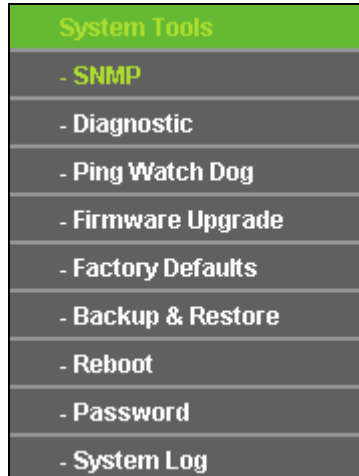 System Tools
- SNMP
- Diagnostic
- Ping Watch Dog
- Firmware Upgrade
- Factory Defaults
- Backup & Restore
- Reboot
- Password
- System Log